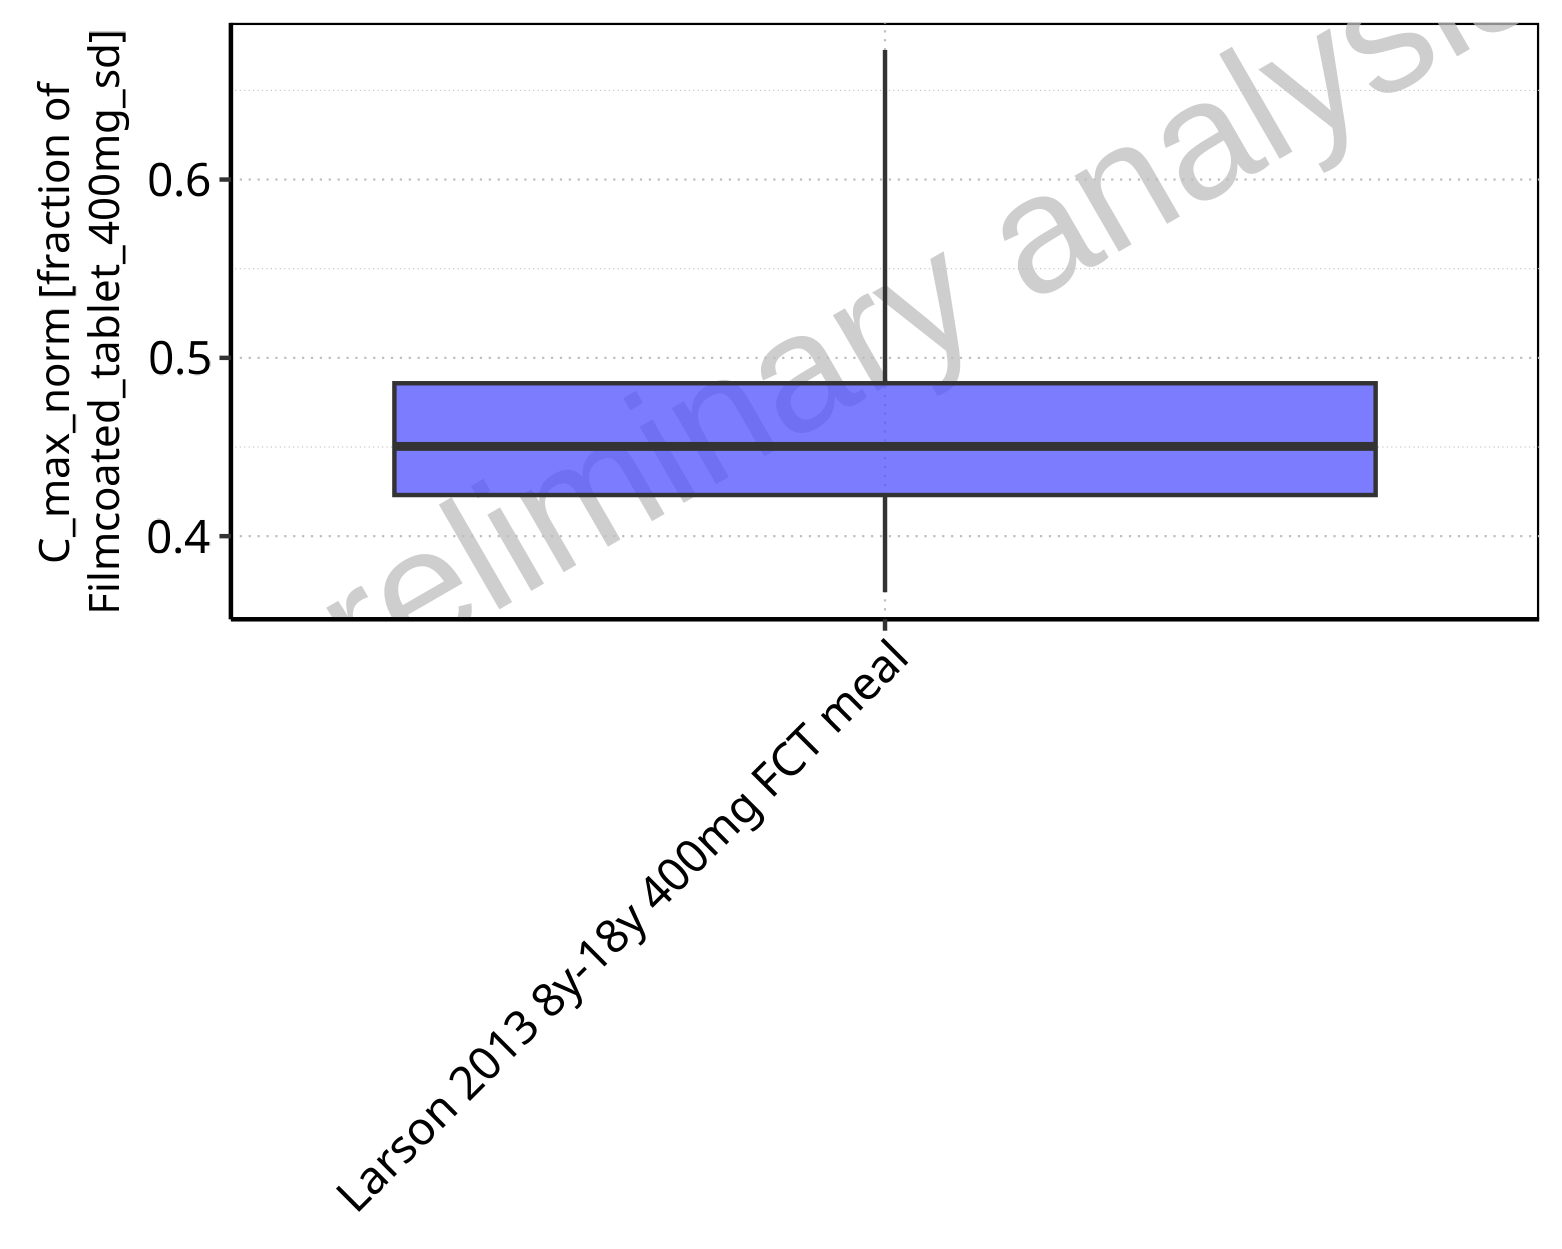 C_max_norm [fraction of
Filmcoated_tablet_400mg_sd]
0.6
0.5
0.4
reliminary analysis
Larson 2013 8y-18y 400mg FCT meal